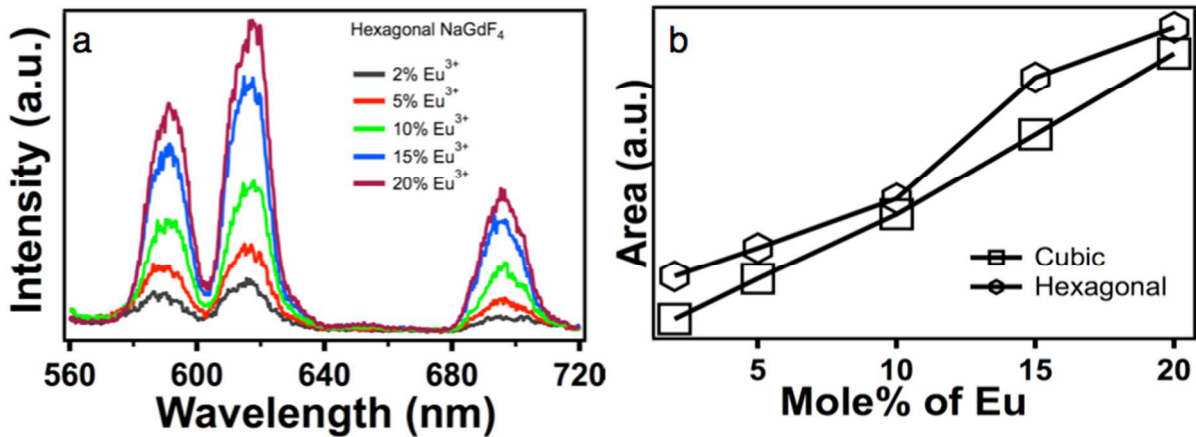 a
Hexagonal NaGdF₄
2% Eu³⁺
5% Eu³⁺
10% Eu³⁺
15% Eu³⁺
20% Eu³⁺
Intensity (a.u.)
560 600 640 680 720
Wavelength (nm)
b
Cubic
Hexagonal
Area (a.u.)
5 10 15 20
Mole% of Eu